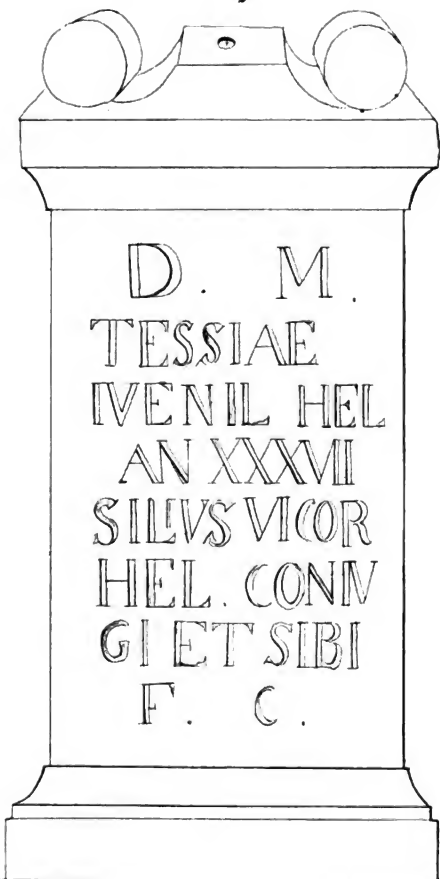 D. M.
TESSIAE
IVENIL HEL
AN XXXVII
SILIVS VICOR
HEL. CONIV
GI ET SIBI
F. C.